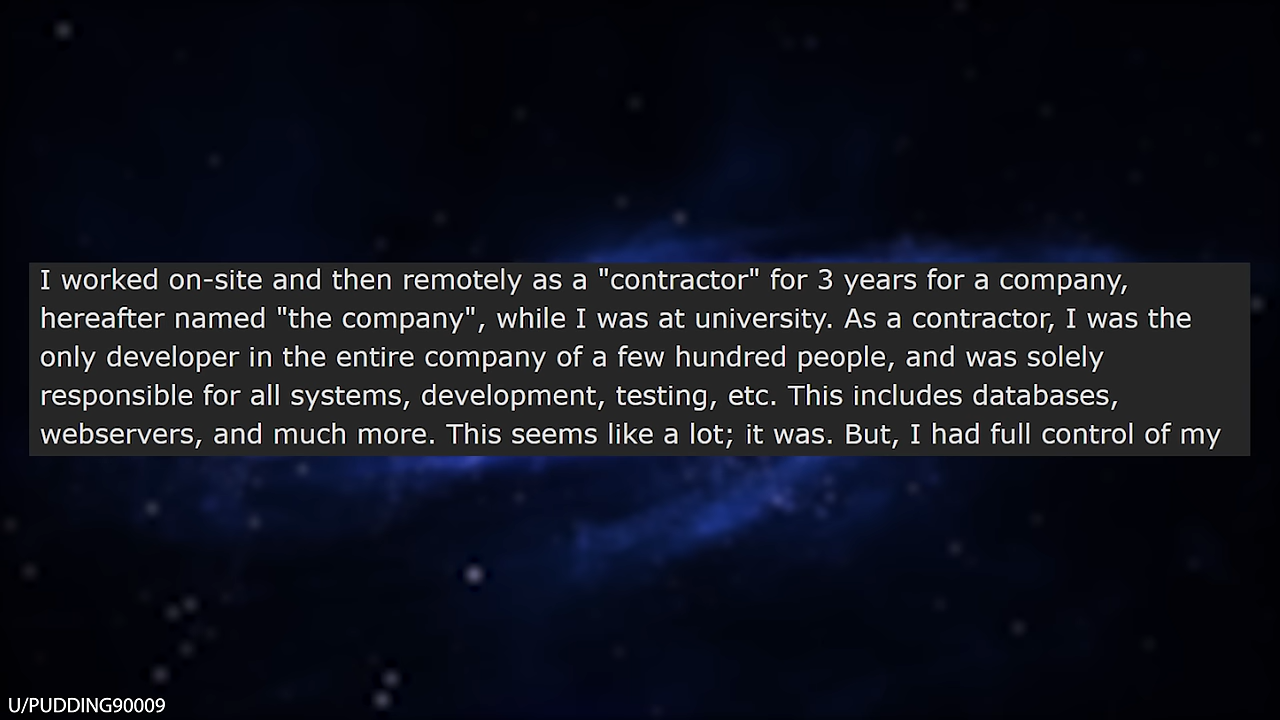 I worked on-site and then remotely as a "contractor" for 3 years for a company,
hereafter named "the company", while I was at university. As a contractor, I was the
only developer in the entire company of a few hundred people, and was solely
responsible for all systems, development, testing, etc. This includes databases,
webservers, and much more. This seems like a lot; it was. But, I had full control of my
U/PUDDING90009